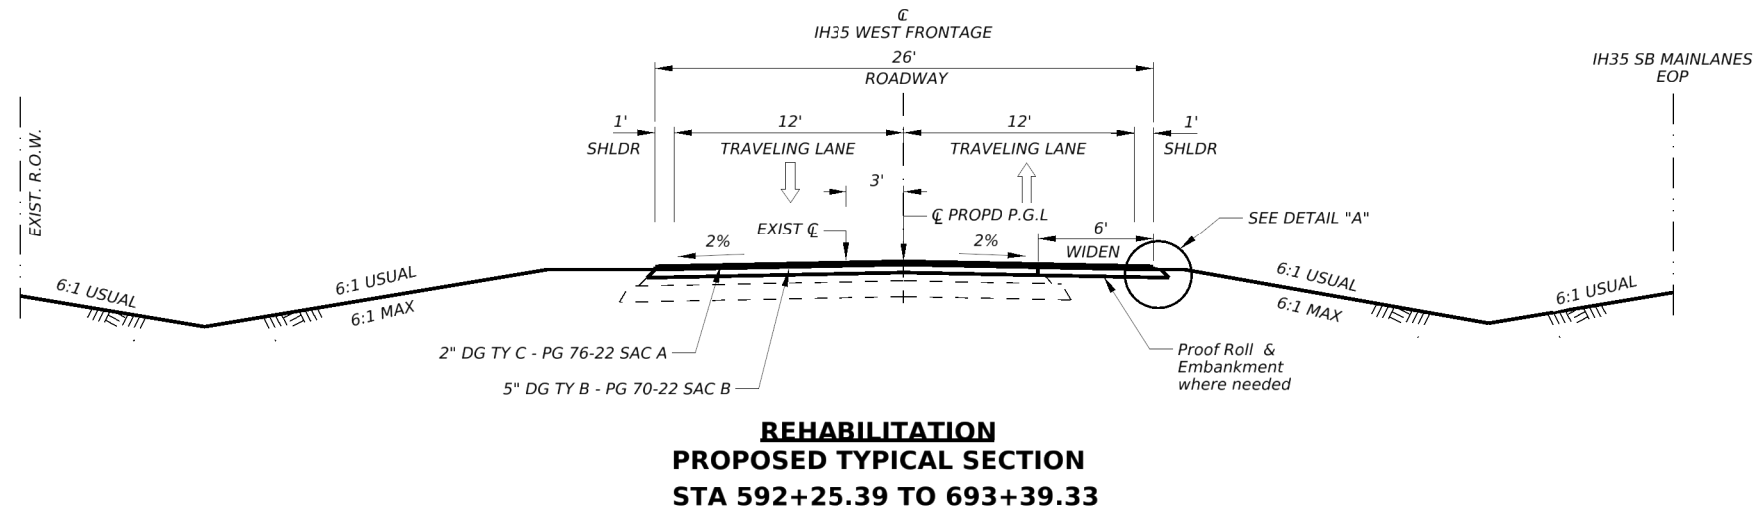 ℄
IH35 WEST FRONTAGE
26'
ROADWAY
IH35 SB MAINLANES
EOP
EXIST. R.O.W.
1'
SHLDR
12'
TRAVELING LANE
12'
TRAVELING LANE
1'
SHLDR
3'
℄ PROPD P.G.L
EXIST ℄
6'
WIDEN
SEE DETAIL "A"
2%
2%
6:1 USUAL
6:1 USUAL
6:1 MAX
6:1 USUAL
6:1 MAX
6:1 USUAL
2" DG TY C - PG 76-22 SAC A
5" DG TY B - PG 70-22 SAC B
Proof Roll &
Embankment
where needed
REHABILITATION
PROPOSED TYPICAL SECTION
STA 592+25.39 TO 693+39.33